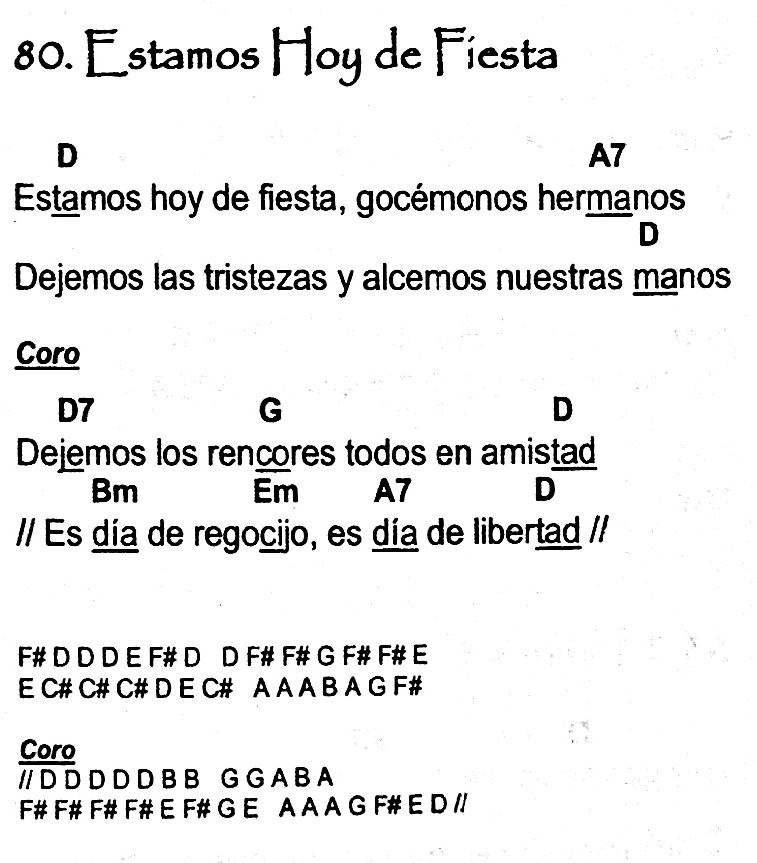 80. Estamos Hoy de Fiesta
D A7
Estamos hoy de fiesta, gocémonos hermanos
D
Dejemos las tristezas y alcemos nuestras manos
Coro
D7 G D
Dejemos los rencores todos en amistad
Bm Em A7 D
// Es día de regocijo, es día de libertad //
F# D D D E F# D D F# F# G F# F# E
E C# C# C# D E C# A A A B A G F#
Coro
// D D D D D B B G G A B A
F# F# F# F# E F# G E A A A G F# E D //